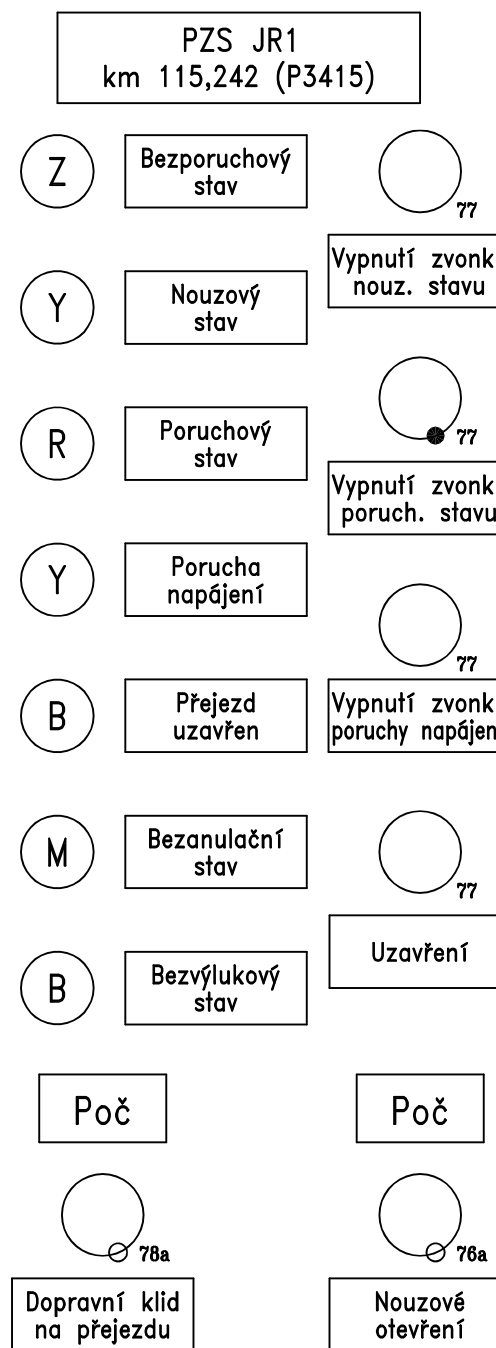 PZS JR1
km 115,242 (P3415)
Z
Bezporuchový
stav
77
Vypnutí zvonk
nouz. stavu
Y
Nouzový
stav
R
Poruchový
stav
77
Vypnutí zvonk
poruch. stavu
Y
Porucha
napájení
77
B
Přejezd
uzavřen
Vypnutí zvonk
poruchy napájen
M
Bezanulační
stav
77
Uzavření
B
Bezvýlukový
stav
Poč
Poč
78a
76a
Dopravní klid
na přejezdu
Nouzové
otevření